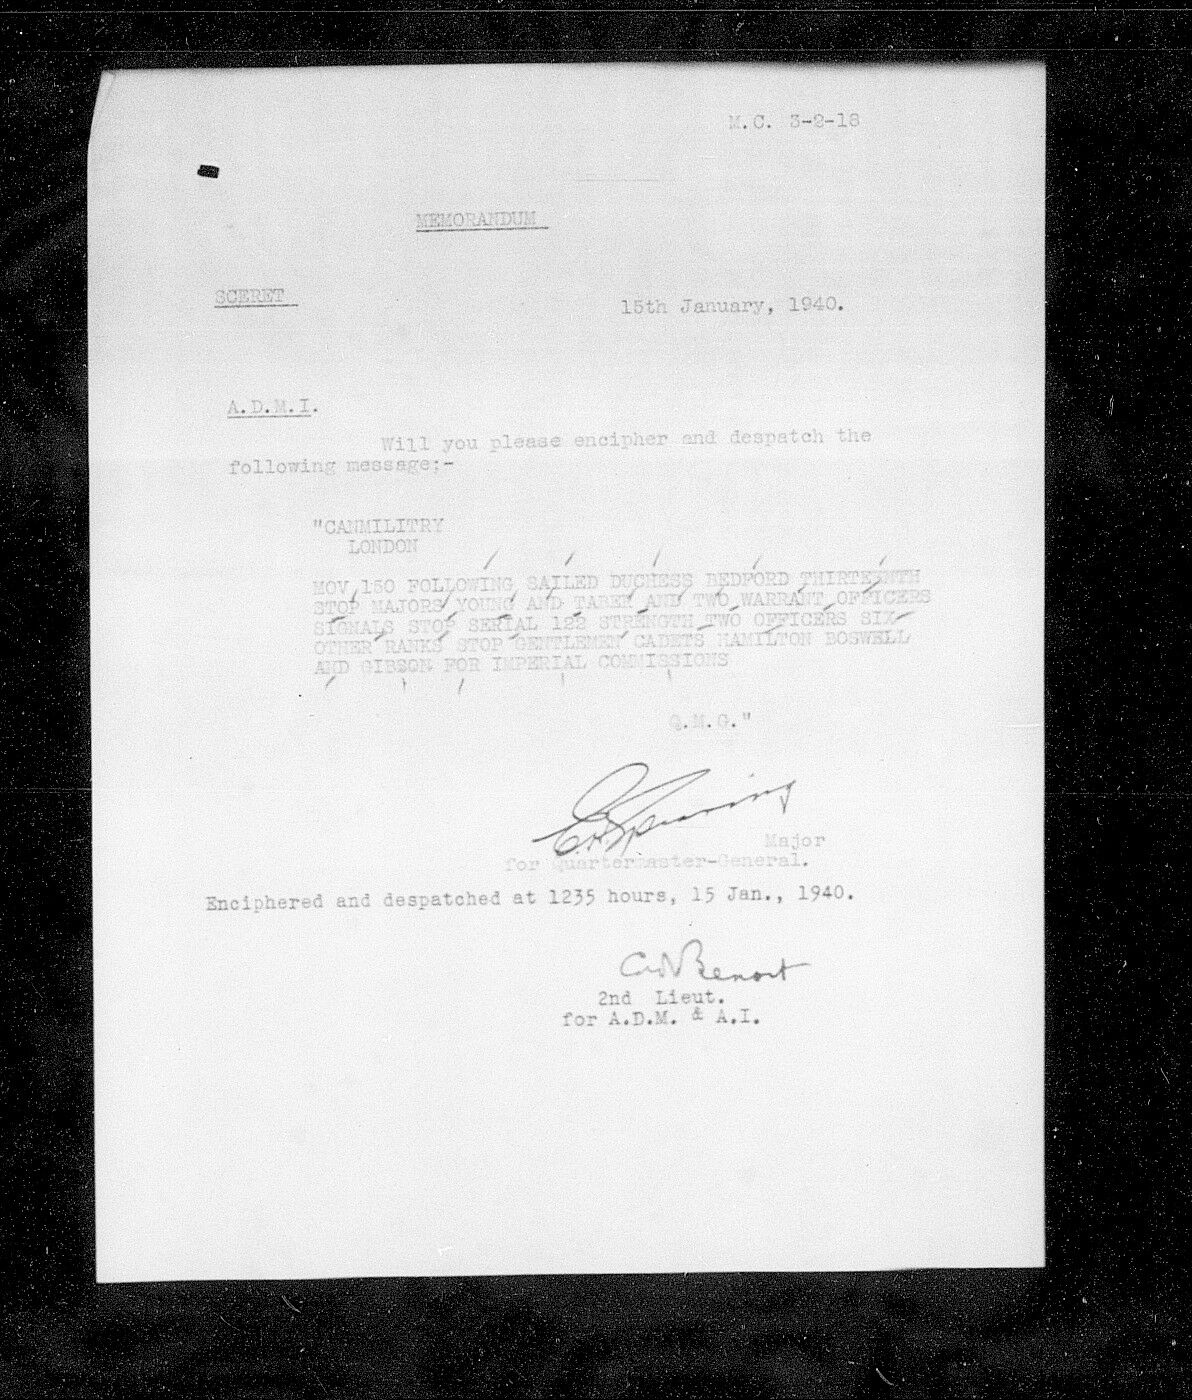 M.C. 3-2-18
MEMORANDUM
SCERET
15th January, 1940.
A.D.M.I.
Will you please encipher and despatch the
following message:-
"CANMILITRY
LONDON
MOV 150 FOLLOWING SAILED DUCHESS BEDFORD THIRTEENTH
STOP MAJORS YOUNG AND TABER AND TWO WARRANT OFFICERS
SIGNALS STOP SERIAL 122 STRENGTH TWO OFFICERS SIX
OTHER RANKS STOP GENTLEMEN CADETS HAMILTON BOSWELL
AND GIBSON FOR IMPERIAL COMMISSIONS
Q.M.G."
Major
for Quartermaster-General.
Enciphered and despatched at 1235 hours, 15 Jan., 1940.
Benoit
2nd Lieut.
for A.D.M. & A.I.